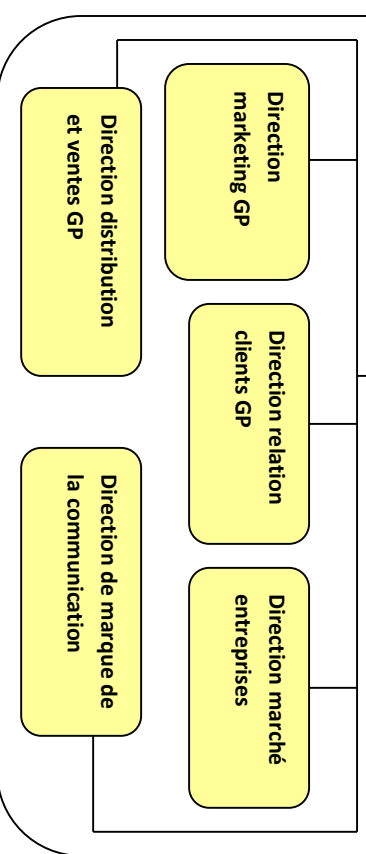 Direction
marketing GP
Direction relation
clients GP
Direction marché
entreprises
Direction distribution
et ventes GP
Direction de marque de
la communication